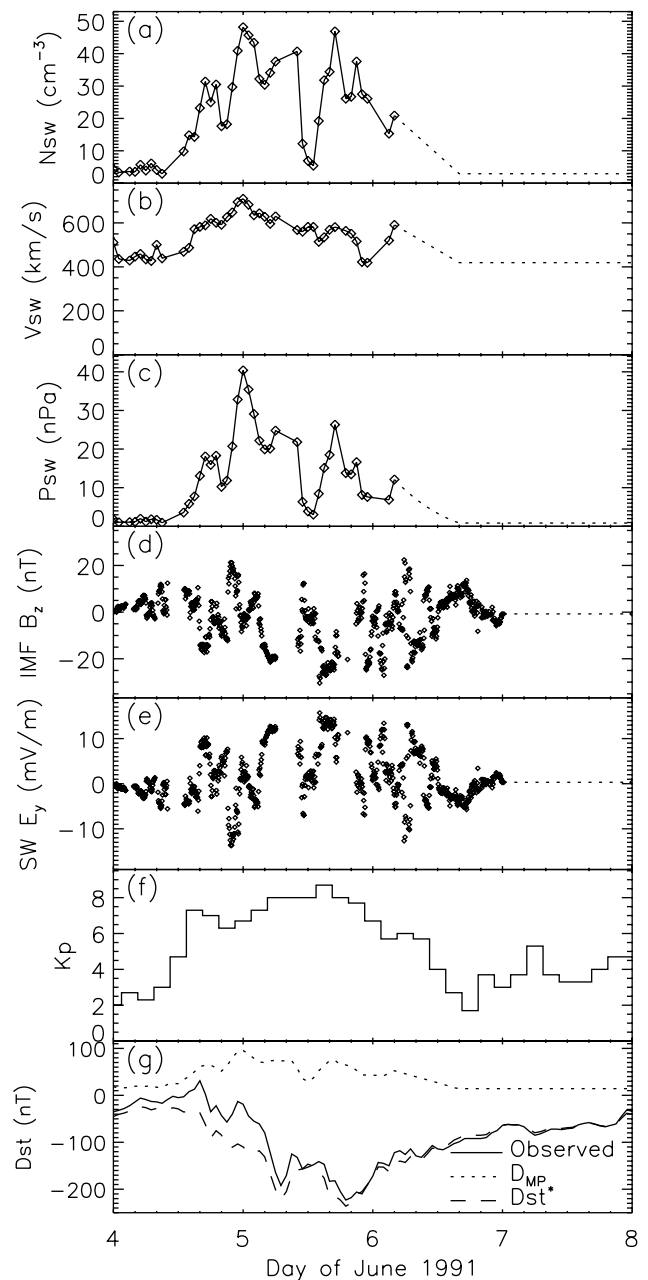 (a)
Nsw (cm⁻³)
50
40
30
20
10
0
(b)
Vsw (km/s)
600
400
200
0
(c)
Psw (nPa)
40
30
20
10
0
(d)
IMF Bz (nT)
20
0
-20
(e)
SW Ey (mV/m)
10
0
-10
(f)
Kp
8
6
4
2
0
(g)
Dst (nT)
100
0
-100
-200
Observed
DMP
Dst*
4 5 6 7 8
Day of June 1991